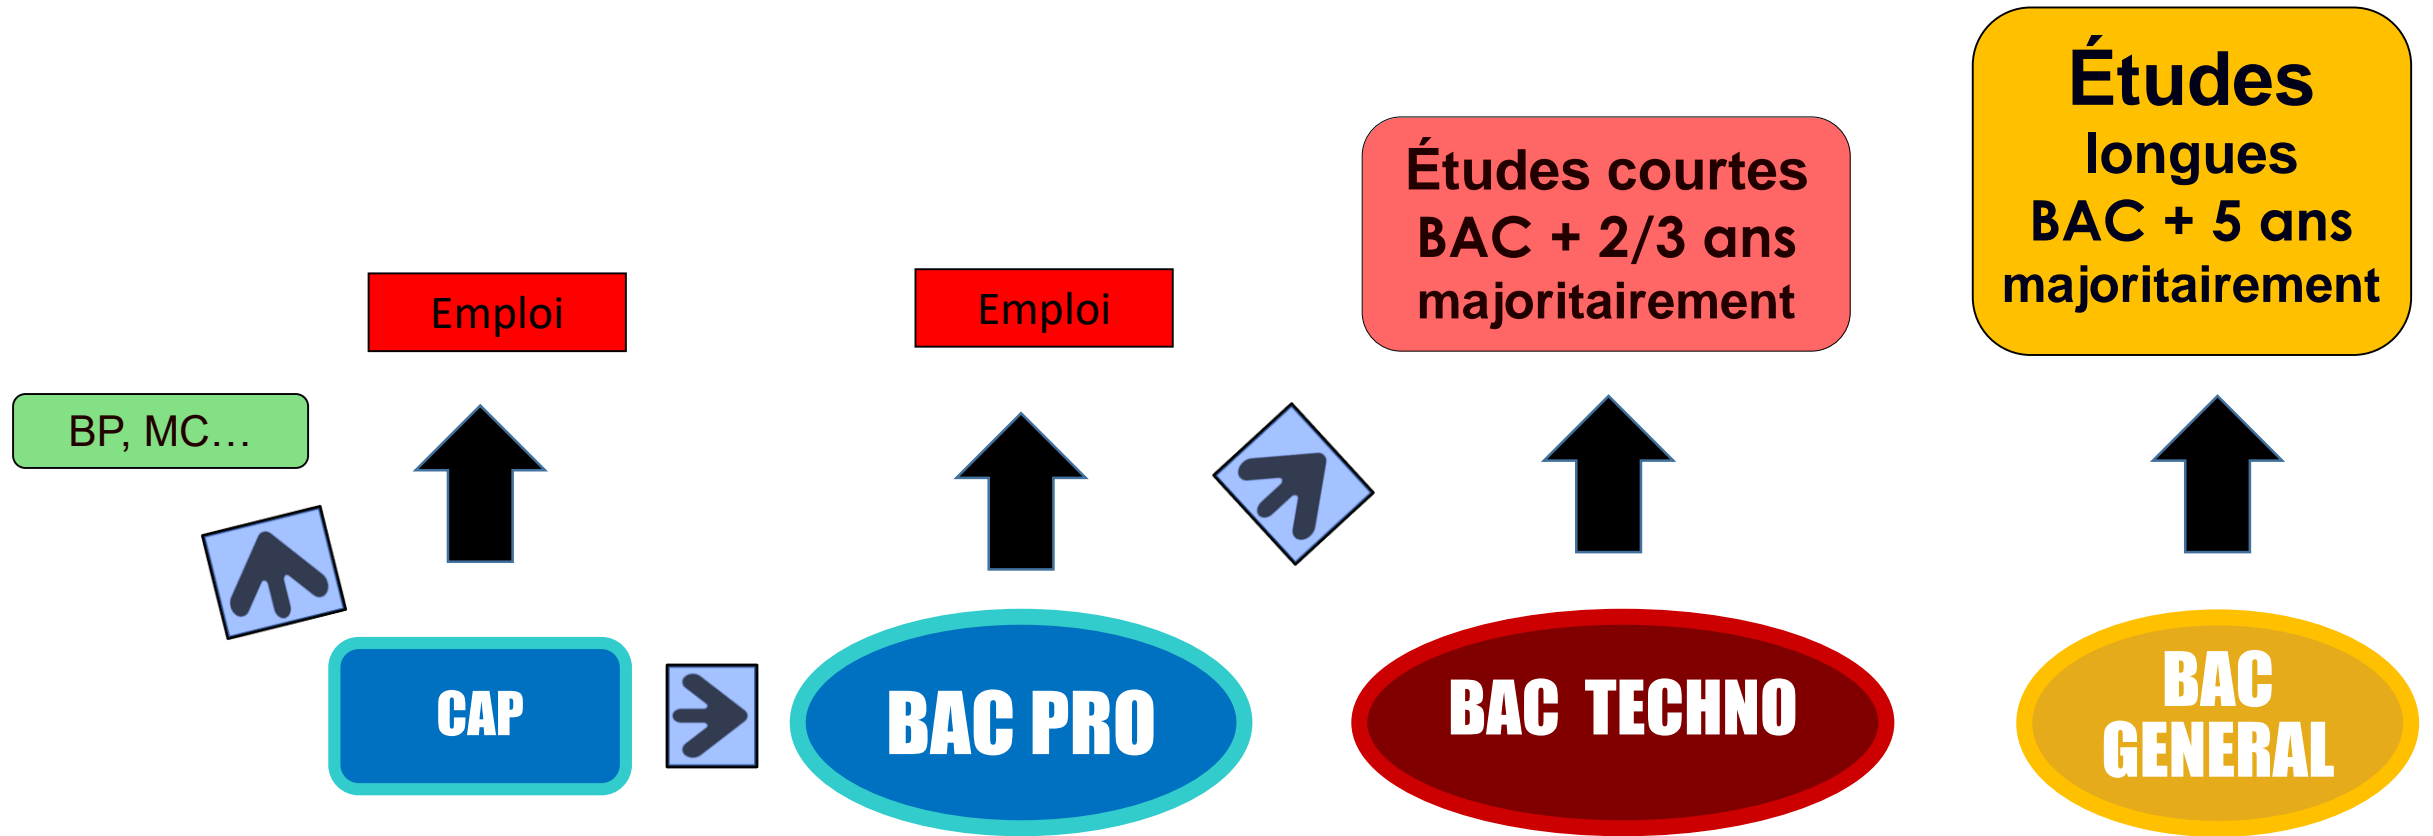 Études
longues
BAC + 5 ans
majoritairement
Études courtes
BAC + 2/3 ans
majoritairement
Emploi
Emploi
BP, MC…
CAP
BAC PRO
BAC TECHNO
BAC
GENERAL